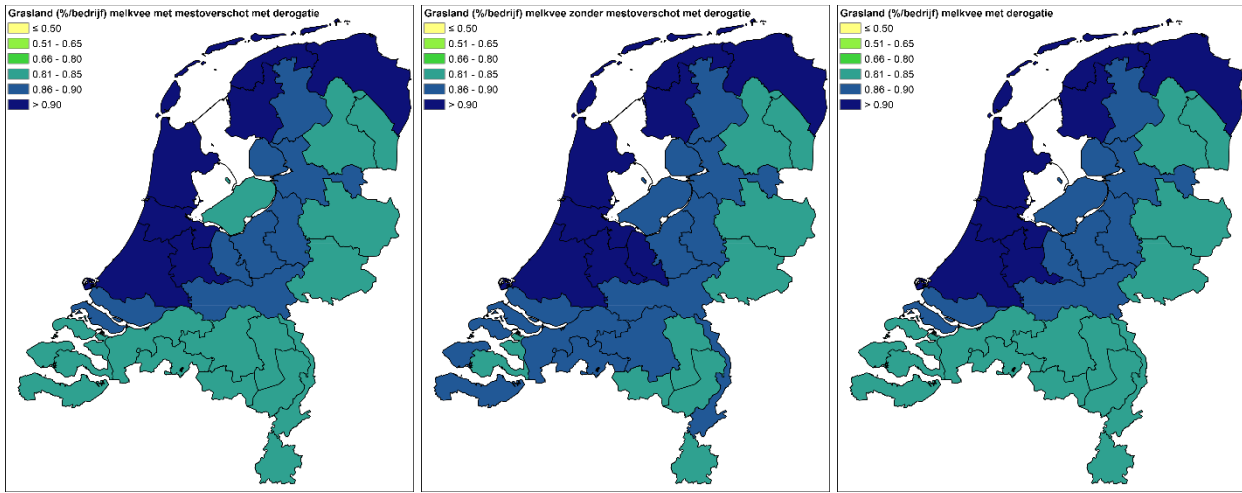 Grasland (%/bedrijf) melkvee met mestoverschot met derogatie
≤ 0.50
0.51 - 0.65
0.66 - 0.80
0.81 - 0.85
0.86 - 0.90
> 0.90
Grasland (%/bedrijf) melkvee zonder mestoverschot met derogatie
≤ 0.50
0.51 - 0.65
0.66 - 0.80
0.81 - 0.85
0.86 - 0.90
> 0.90
Grasland (%/bedrijf) melkvee met derogatie
≤ 0.50
0.51 - 0.65
0.66 - 0.80
0.81 - 0.85
0.86 - 0.90
> 0.90